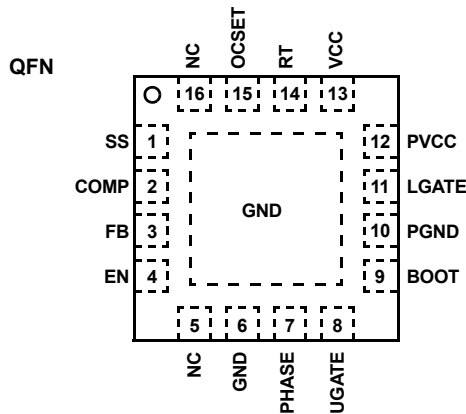 QFN
NC OCSET RT VCC
16 15 14 13
SS 1 12 PVCC
COMP 2 11 LGATE
GND
FB 3 10 PGND
EN 4 9 BOOT
5 6 7 8
NC GND PHASE UGATE